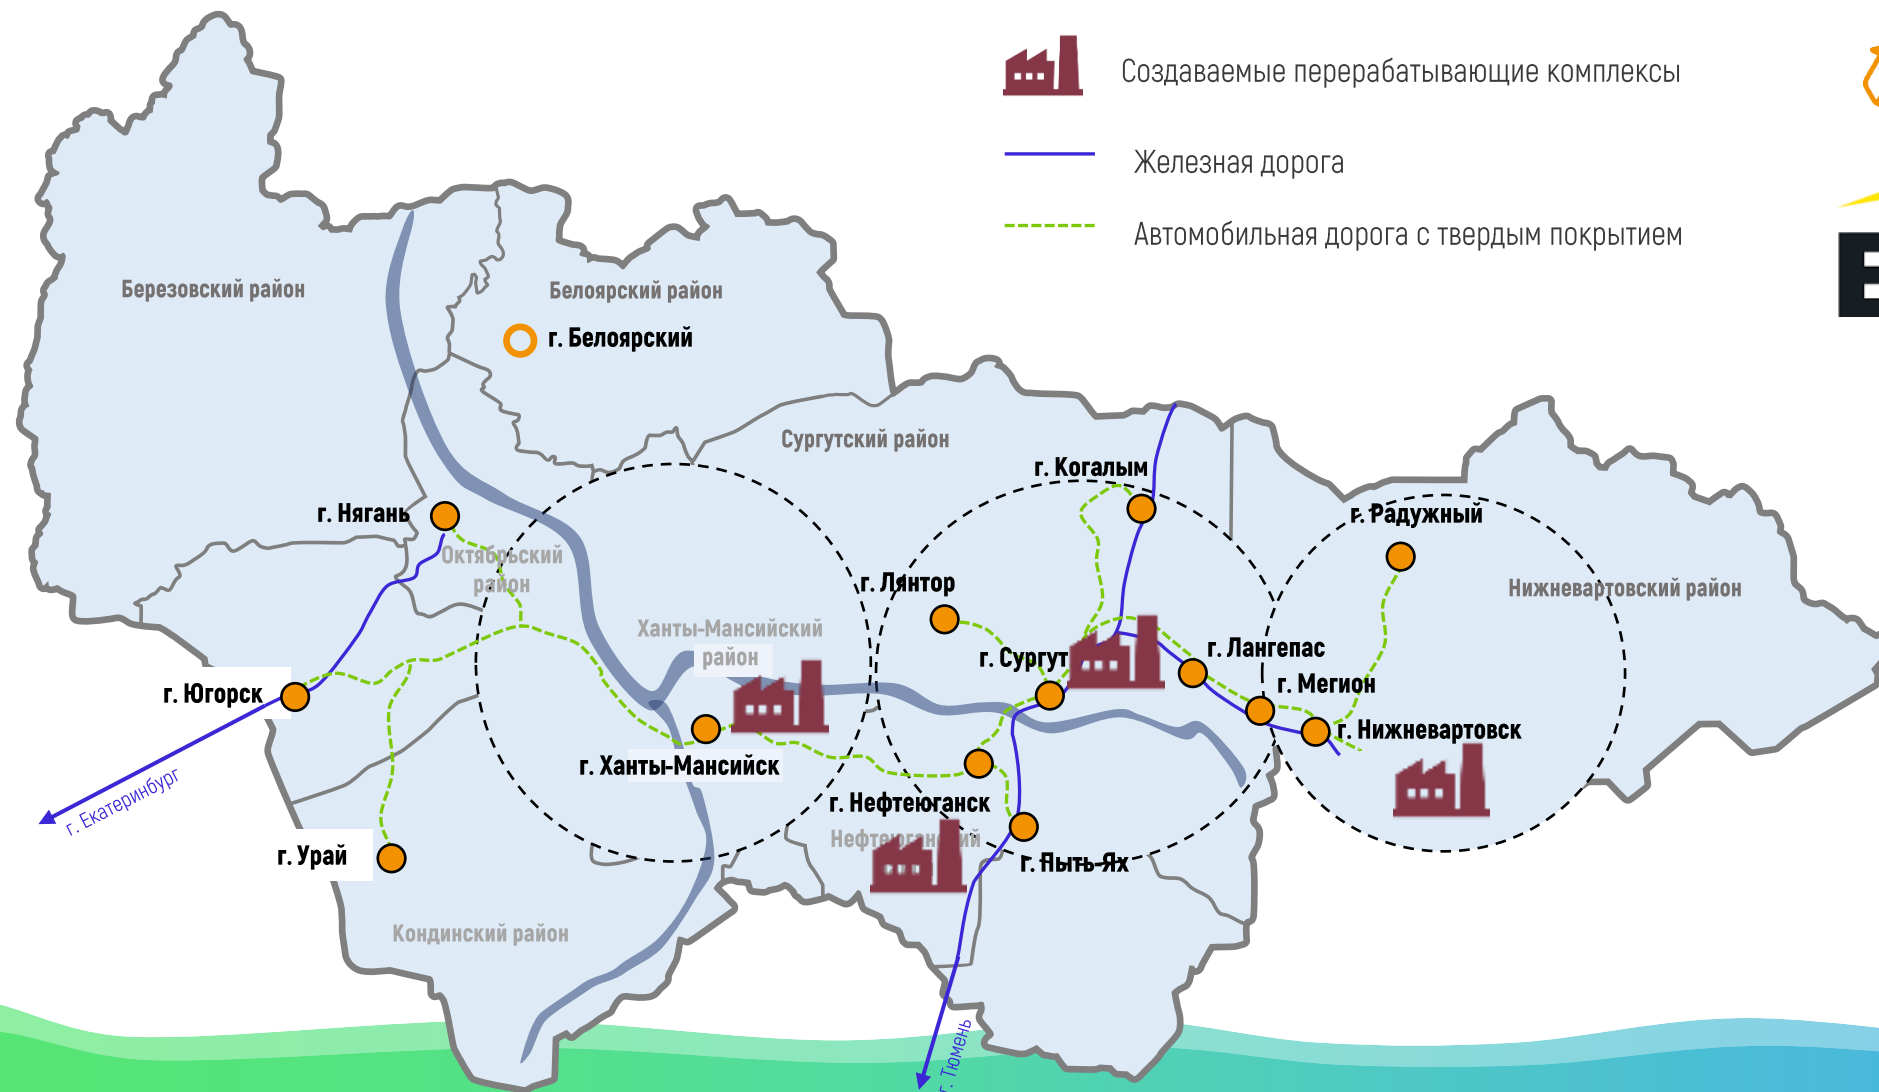 Создаваемые перерабатывающие комплексы
Железная дорога
Автомобильная дорога с твердым покрытием
Березовский район
Белоярский район
г. Белоярский
Сургутский район
г. Когалым
г. Нягань
г. Радужный
Октябрьский
район
г. Лянтор
Нижневартовский район
Ханты-Мансийский
район
г. Сургут
г. Лангепас
г. Мегион
г. Югорск
г. Нижневартовск
г. Ханты-Мансийск
г. Екатеринбург
г. Нефтеюганск
Нефтеюганский
г. Пыть-Ях
г. Урай
Кондинский район
г. Тюмень